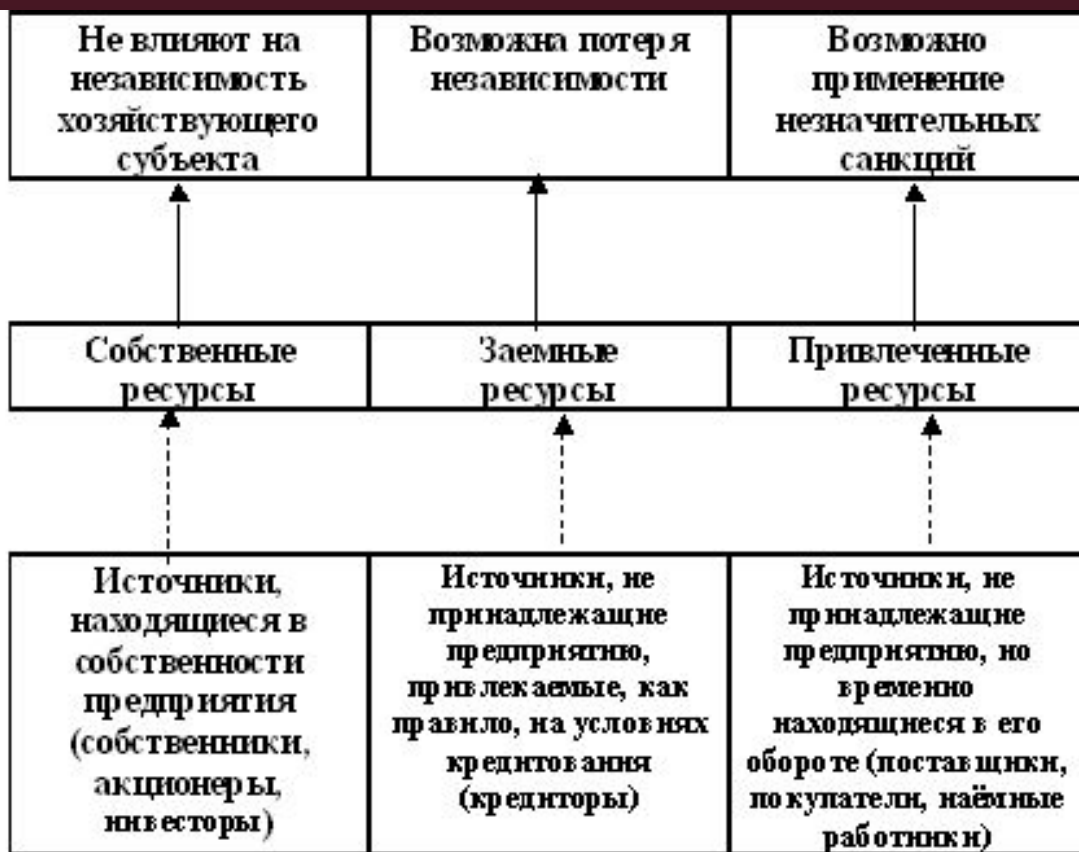 Не влияют на
независимость
хозяйствующего
субъекта
Возможна потеря
независимости
Возможно
применение
незначительных
санкций
Собственные
ресурсы
Заемные
ресурсы
Привлеченные
ресурсы
Источники,
находящиеся в
собственности
предприятия
(собственники,
акционеры,
инвесторы)
Источники, не
принадлежащие
предприятию,
привлекаемые, как
правило, на условнях
кредитования
(кредиторы)
Источники, не
принадлежащие
предприятию, но
временно
находящиеся в его
обороте (поставщики,
покупатели, наёмные
работники)